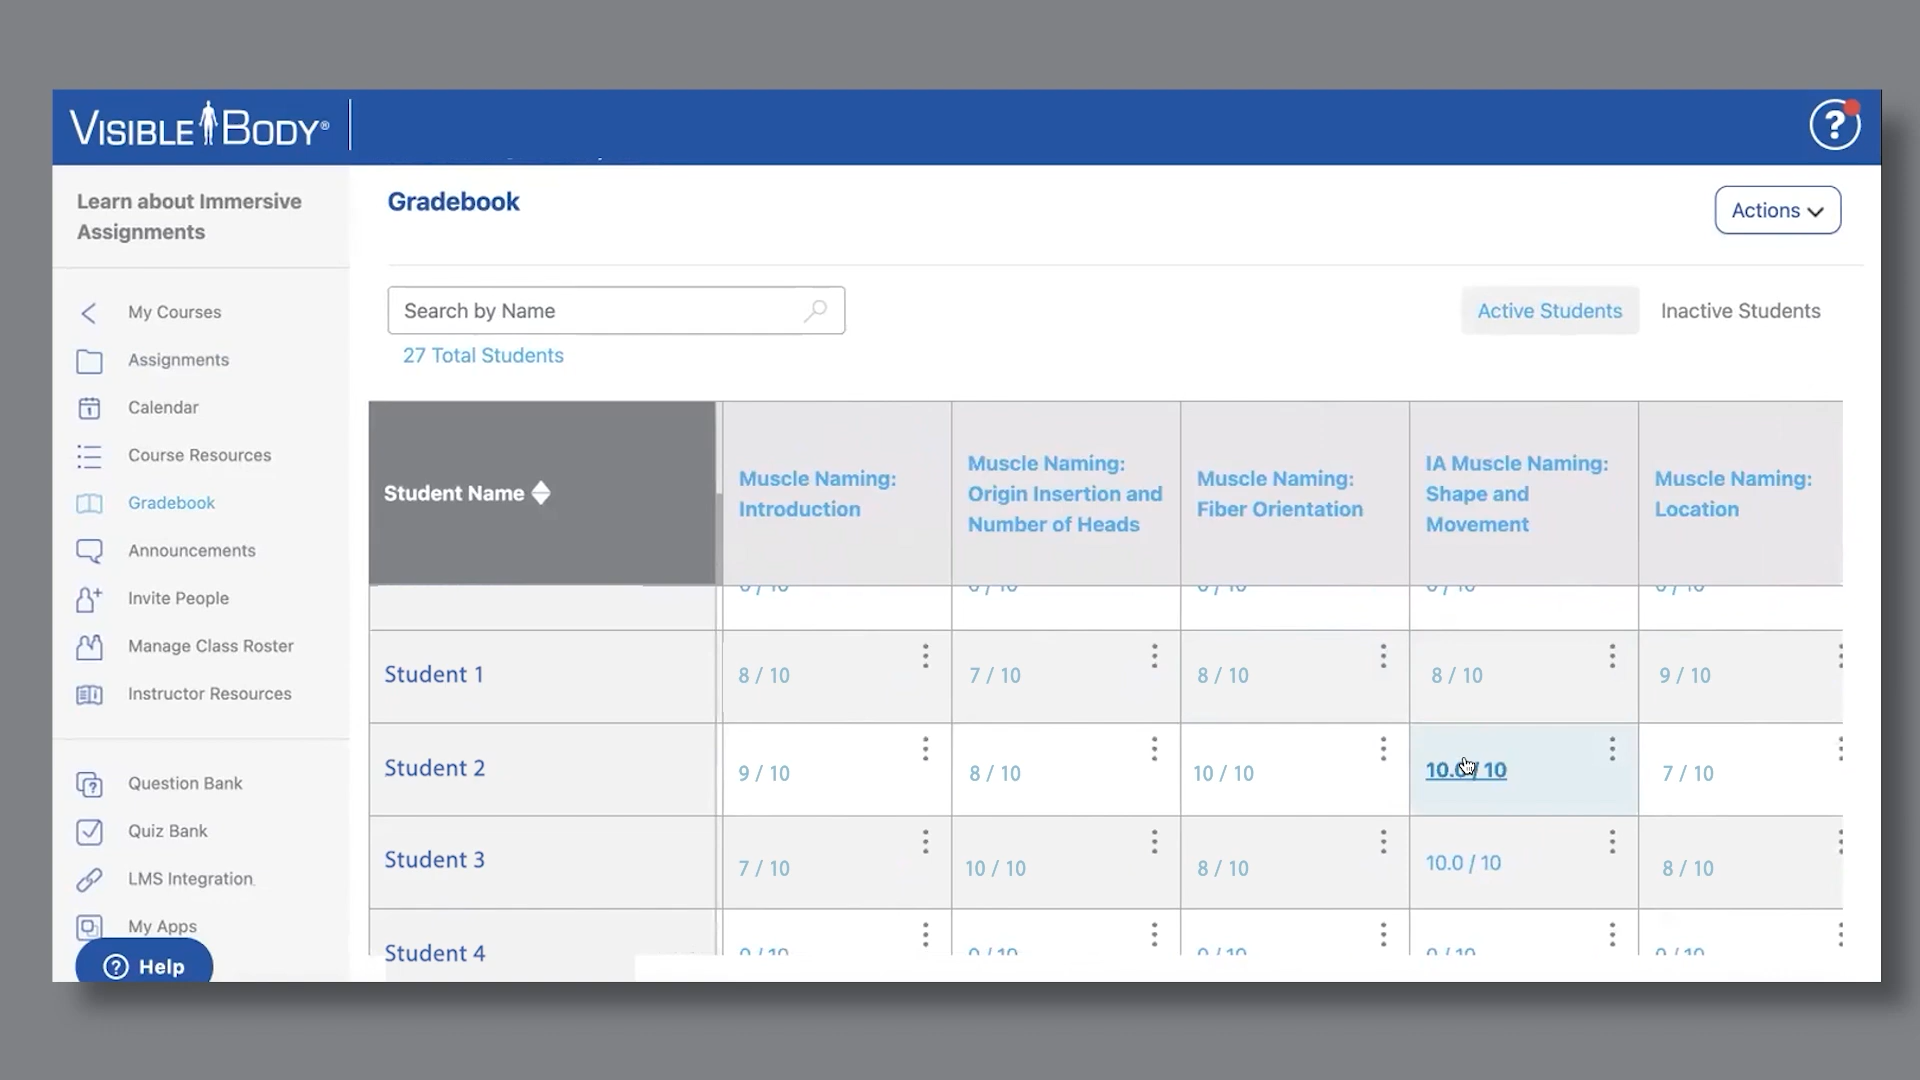 VISIBLE BODY®
Learn about Immersive
Assignments
My Courses
Assignments
Calendar
Course Resources
Gradebook
Announcements
Invite People
Manage Class Roster
Instructor Resources
Question Bank
Quiz Bank
LMS Integration
My Apps
? Help
Gradebook
Actions
Search by Name
27 Total Students
Active Students
Inactive Students
Student Name
Muscle Naming:
Introduction
Muscle Naming:
Origin Insertion and
Number of Heads
Muscle Naming:
Fiber Orientation
IA Muscle Naming:
Shape and
Movement
Muscle Naming:
Location
Student 1
8 / 10
7 / 10
8 / 10
8 / 10
9 / 10
Student 2
9 / 10
8 / 10
10 / 10
10.0 / 10
7 / 10
Student 3
7 / 10
10 / 10
8 / 10
10.0 / 10
8 / 10
Student 4